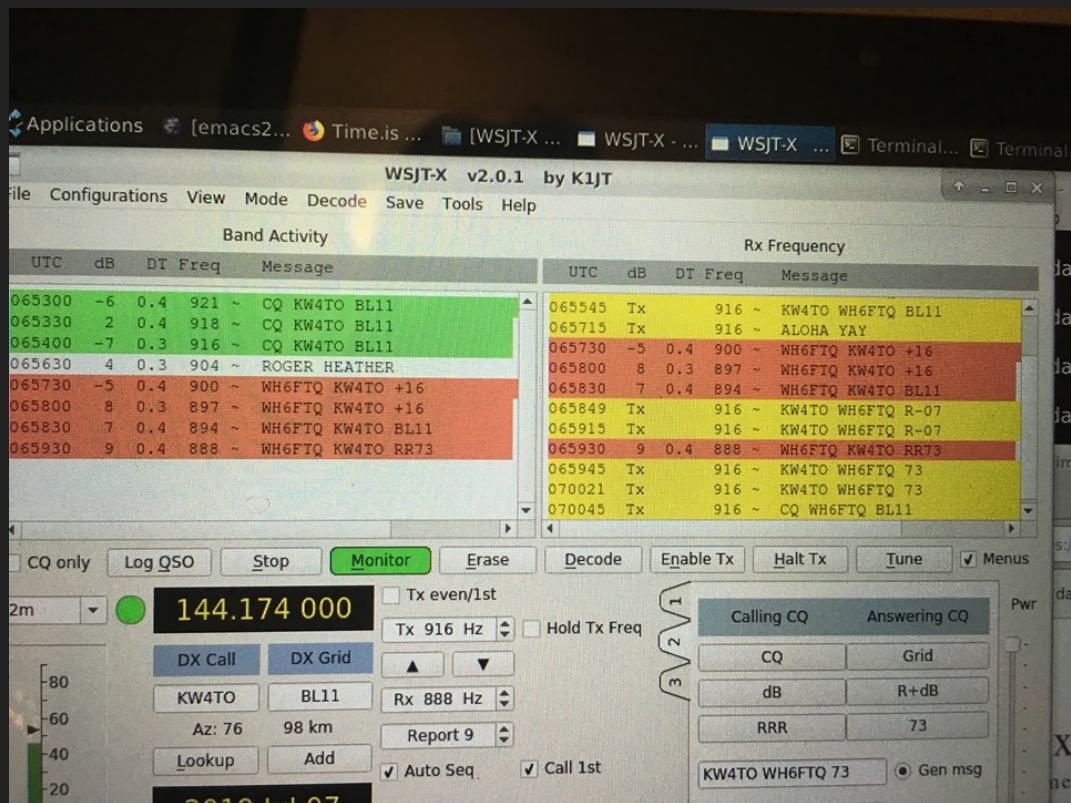 Applications [emacs2... Time.is ... [WSJT-X ... WSJT-X - ... WSJT-X ... Terminal... Terminal
WSJT-X v2.0.1 by K1JT
File Configurations View Mode Decode Save Tools Help
Band Activity
UTC dB DT Freq Message
065300 -6 0.4 921 ~ CQ KW4TO BL11
065330 2 0.4 918 ~ CQ KW4TO BL11
065400 -7 0.3 916 ~ CQ KW4TO BL11
065630 4 0.3 904 ~ ROGER HEATHER
065730 -5 0.4 900 ~ WH6FTQ KW4TO +16
065800 8 0.3 897 ~ WH6FTQ KW4TO +16
065830 7 0.4 894 ~ WH6FTQ KW4TO BL11
065930 9 0.4 888 ~ WH6FTQ KW4TO RR73
Rx Frequency
UTC dB DT Freq Message
065545 Tx 916 ~ KW4TO WH6FTQ BL11
065715 Tx 916 ~ ALOHA YAY
065730 -5 0.4 900 ~ WH6FTQ KW4TO +16
065800 8 0.3 897 ~ WH6FTQ KW4TO +16
065830 7 0.4 894 ~ WH6FTQ KW4TO BL11
065849 Tx 916 ~ KW4TO WH6FTQ R-07
065915 Tx 916 ~ KW4TO WH6FTQ R-07
065930 9 0.4 888 ~ WH6FTQ KW4TO RR73
065945 Tx 916 ~ KW4TO WH6FTQ 73
070021 Tx 916 ~ KW4TO WH6FTQ 73
070045 Tx 916 ~ CQ WH6FTQ BL11
CQ only Log QSO Stop Monitor Erase Decode Enable Tx Halt Tx Tune Menus
2m 144.174 000
DX Call DX Grid
KW4TO BL11
Az: 76 98 km
Lookup Add
-80
-60
-40
-20
Tx even/1st
Tx 916 Hz Hold Tx Freq
Rx 888 Hz
Report 9
Auto Seq Call 1st
1
2
3
Calling CQ Answering CQ
CQ Grid
dB R+dB
RRR 73
KW4TO WH6FTQ 73 Gen msg
Pwr